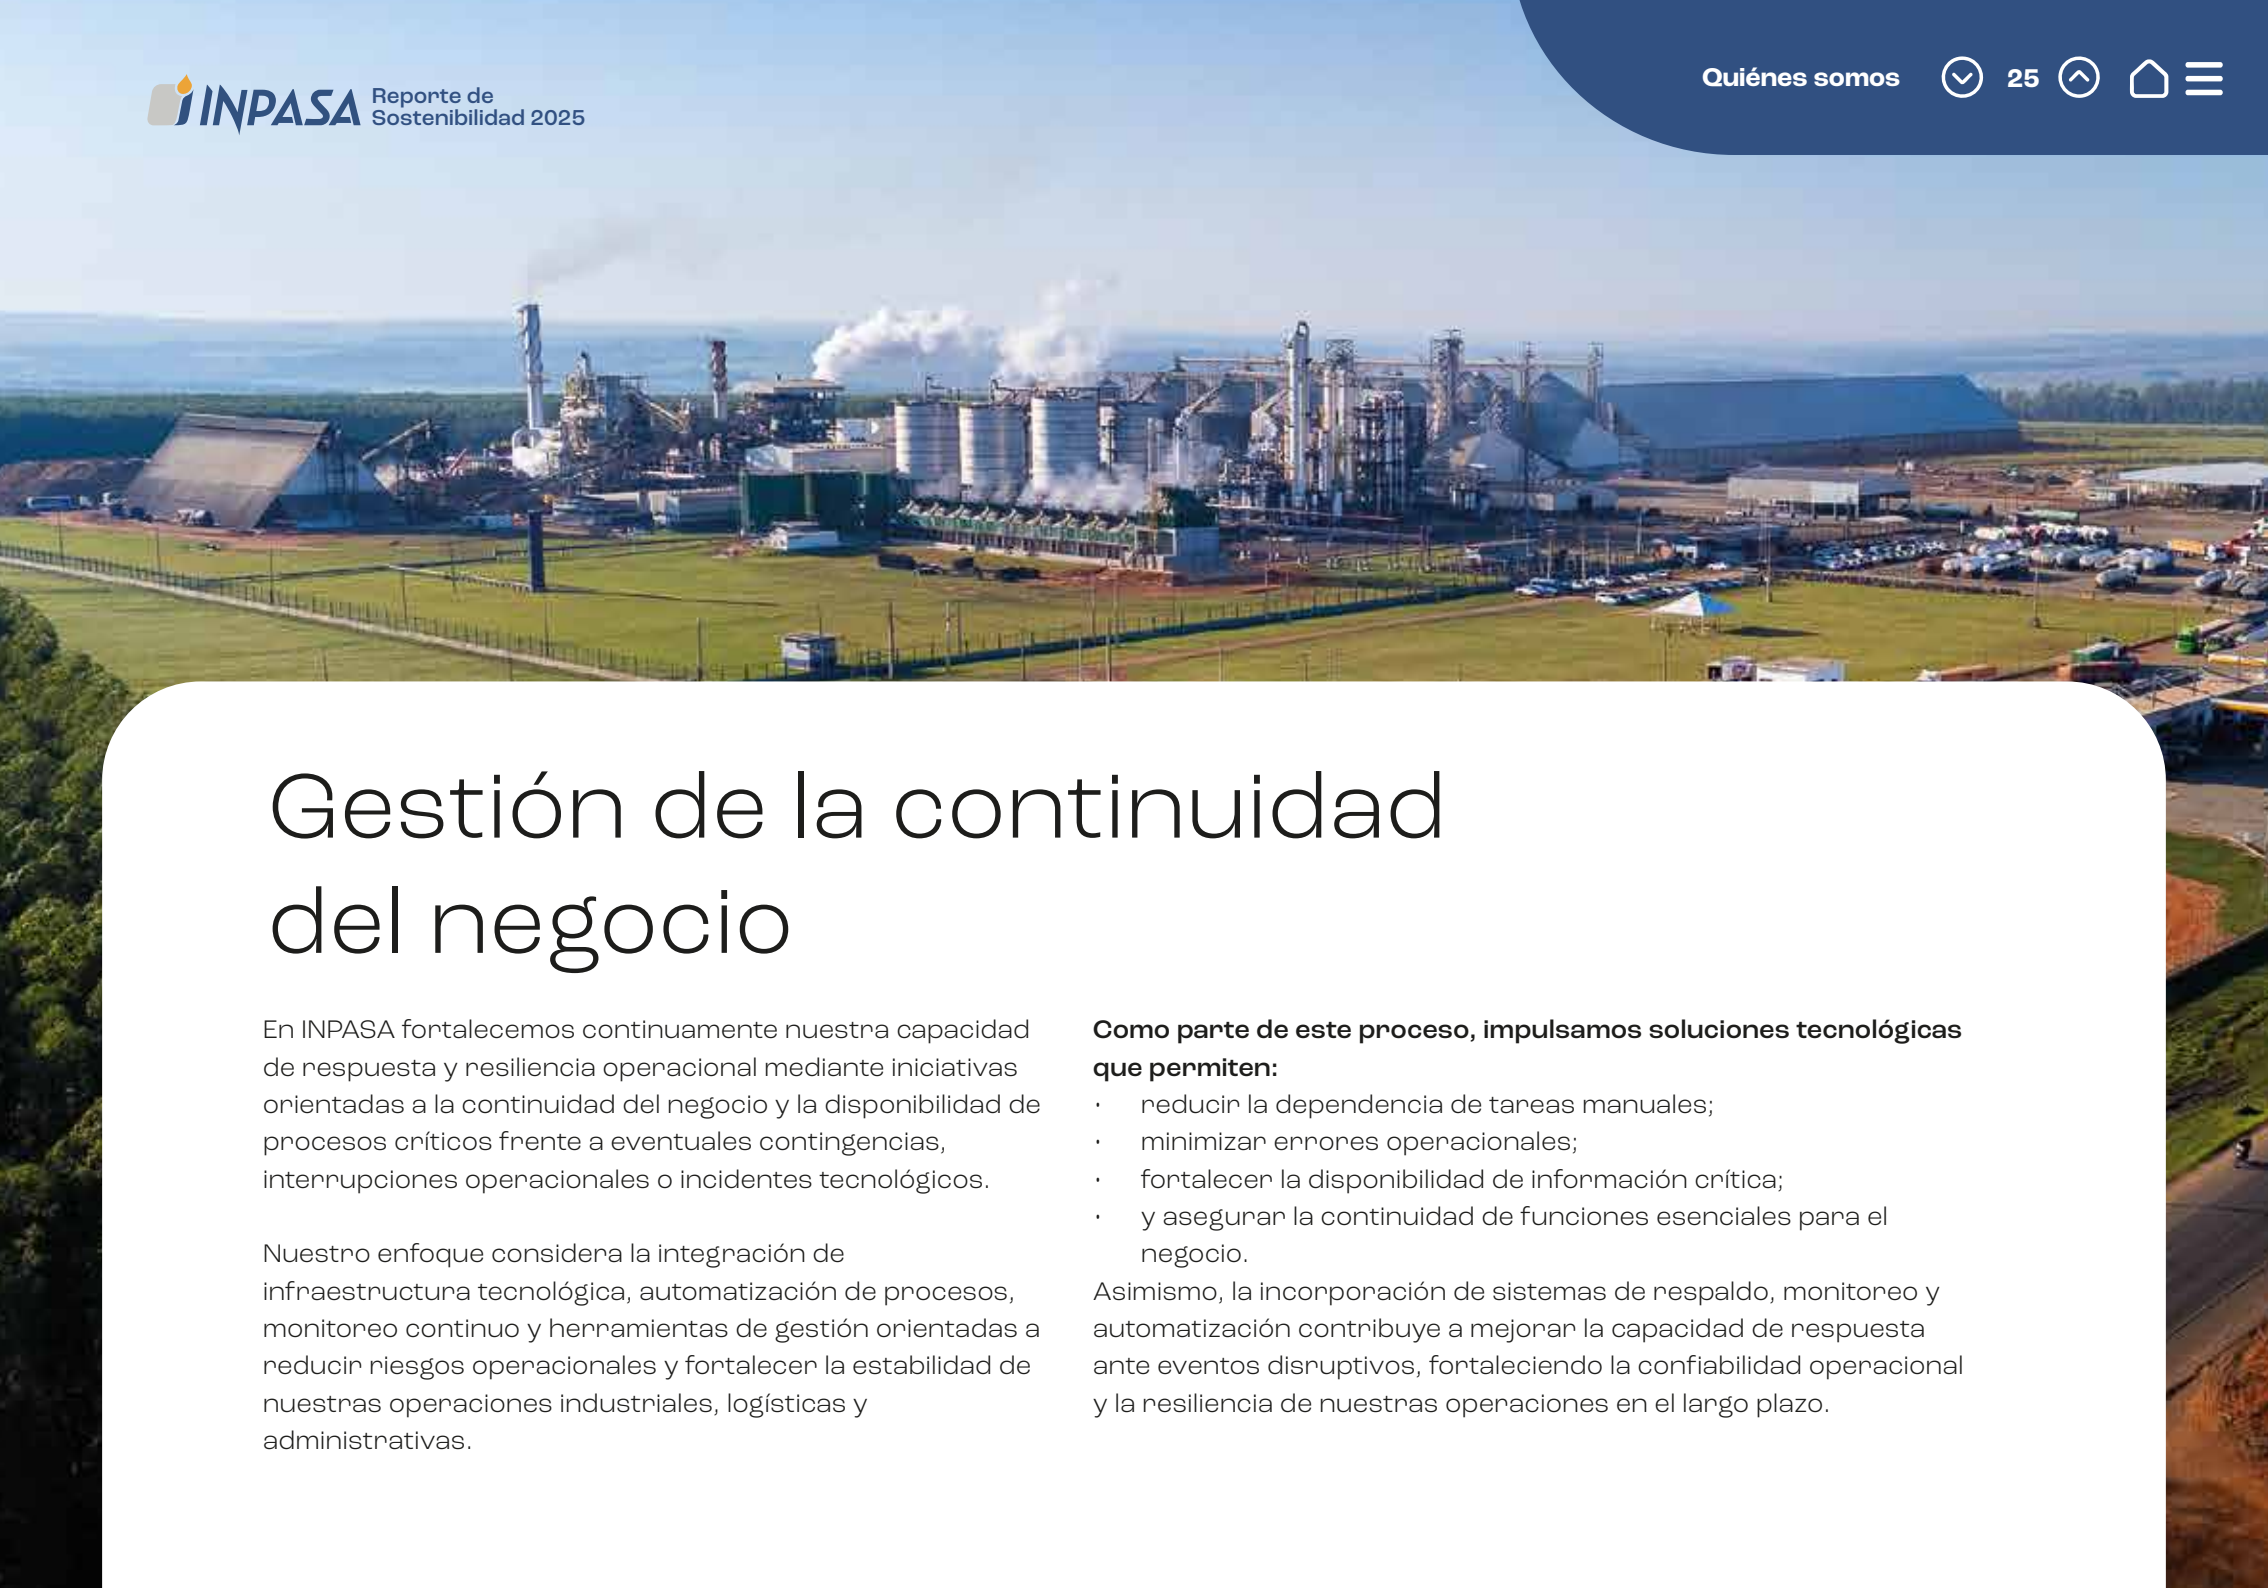 INPASA
Reporte de
Sostenibilidad 2025
Quiénes somos
25
Gestión de la continuidad
del negocio
En INPASA fortalecemos continuamente nuestra capacidad
de respuesta y resiliencia operacional mediante iniciativas
orientadas a la continuidad del negocio y la disponibilidad de
procesos críticos frente a eventuales contingencias,
interrupciones operacionales o incidentes tecnológicos.
Nuestro enfoque considera la integración de
infraestructura tecnológica, automatización de procesos,
monitoreo continuo y herramientas de gestión orientadas a
reducir riesgos operacionales y fortalecer la estabilidad de
nuestras operaciones industriales, logísticas y
administrativas.
Como parte de este proceso, impulsamos soluciones tecnológicas
que permiten:
· reducir la dependencia de tareas manuales;
· minimizar errores operacionales;
· fortalecer la disponibilidad de información crítica;
· y asegurar la continuidad de funciones esenciales para el
negocio.
Asimismo, la incorporación de sistemas de respaldo, monitoreo y
automatización contribuye a mejorar la capacidad de respuesta
ante eventos disruptivos, fortaleciendo la confiabilidad operacional
y la resiliencia de nuestras operaciones en el largo plazo.